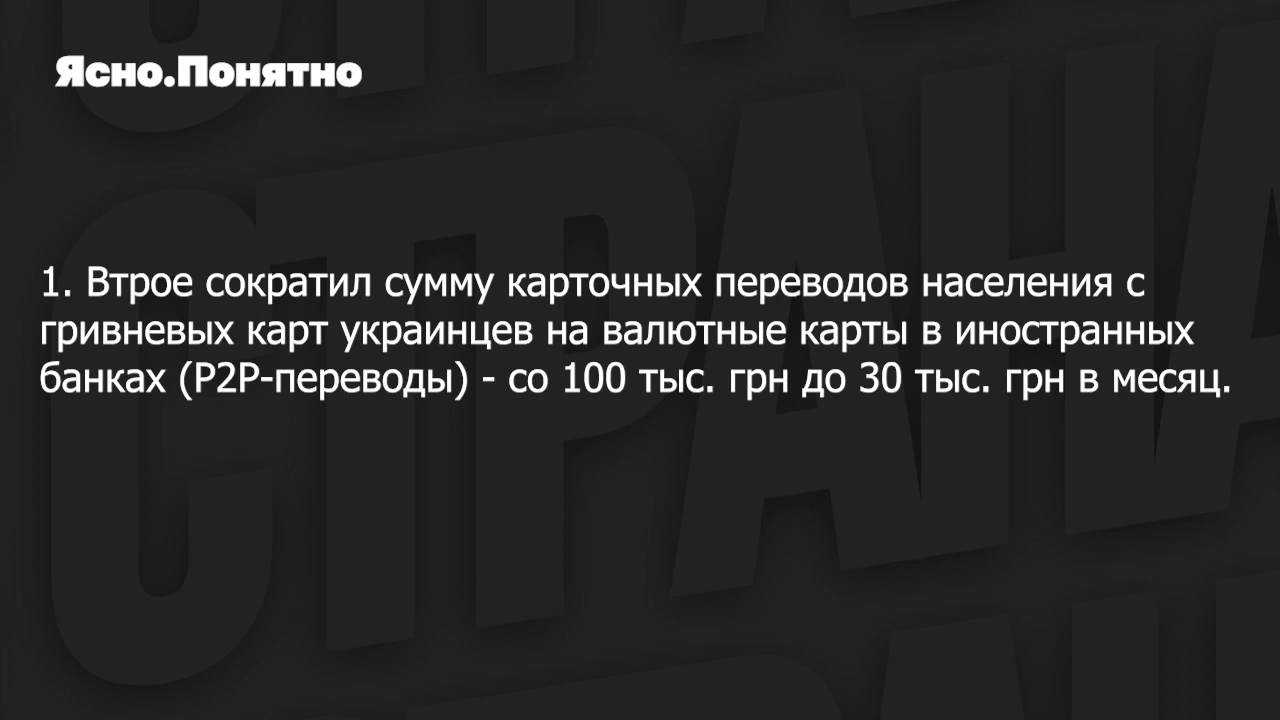 Ясно.Понятно
1. Втрое сократил сумму карточных переводов населения с
гривневых карт украинцев на валютные карты в иностранных
банках (P2P-переводы) - со 100 тыс. грн до 30 тыс. грн в месяц.
СТРАНА